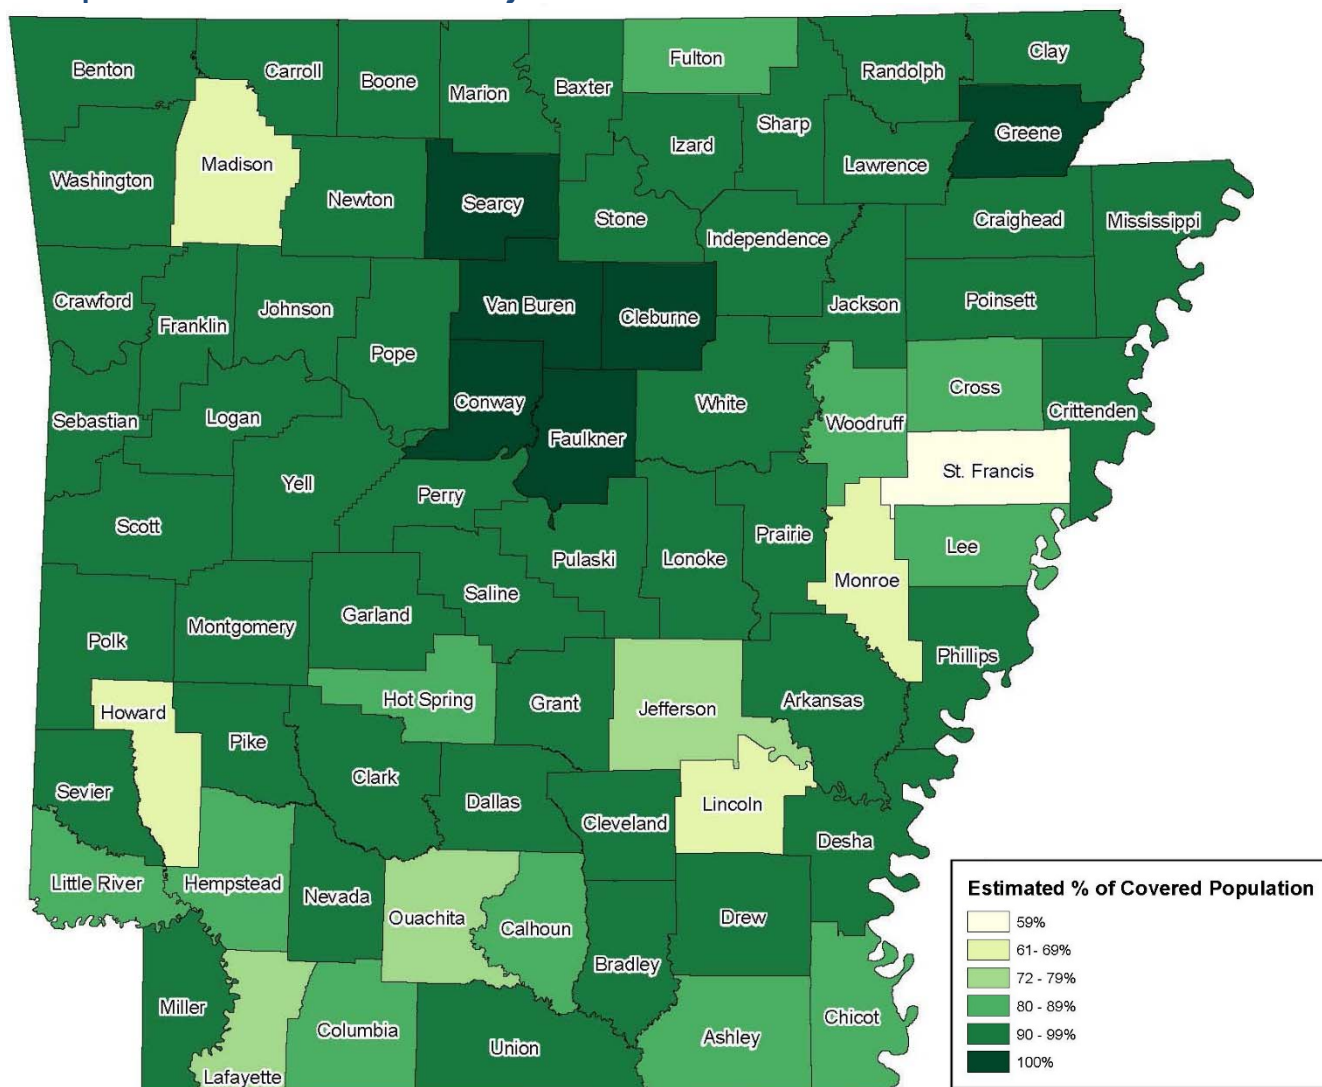 Benton
Carroll
Boone
Marion
Baxter
Fulton
Randolph
Clay
Greene
Sharp
Izard
Lawrence
Madison
Washington
Newton
Searcy
Stone
Independence
Craighead
Mississippi
Crawford
Franklin
Johnson
Pope
Van Buren
Cleburne
Jackson
Poinsett
Sebastian
Logan
Conway
Faulkner
White
Woodruff
Cross
Crittenden
St. Francis
Yell
Perry
Scott
Pulaski
Lonoke
Prairie
Monroe
Lee
Saline
Garland
Montgomery
Polk
Phillips
Hot Spring
Grant
Jefferson
Arkansas
Howard
Pike
Clark
Sevier
Dallas
Cleveland
Lincoln
Desha
Little River
Hempstead
Nevada
Ouachita
Calhoun
Drew
Bradley
Miller
Columbia
Union
Ashley
Chicot
Lafayette
Estimated % of Covered Population
59%
61- 69%
72 - 79%
80 - 89%
90 - 99%
100%